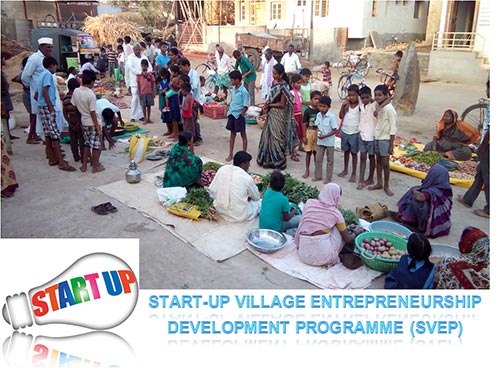 START UP
START-UP VILLAGE ENTREPRENEURSHIP
DEVELOPMENT PROGRAMME (SVEP)